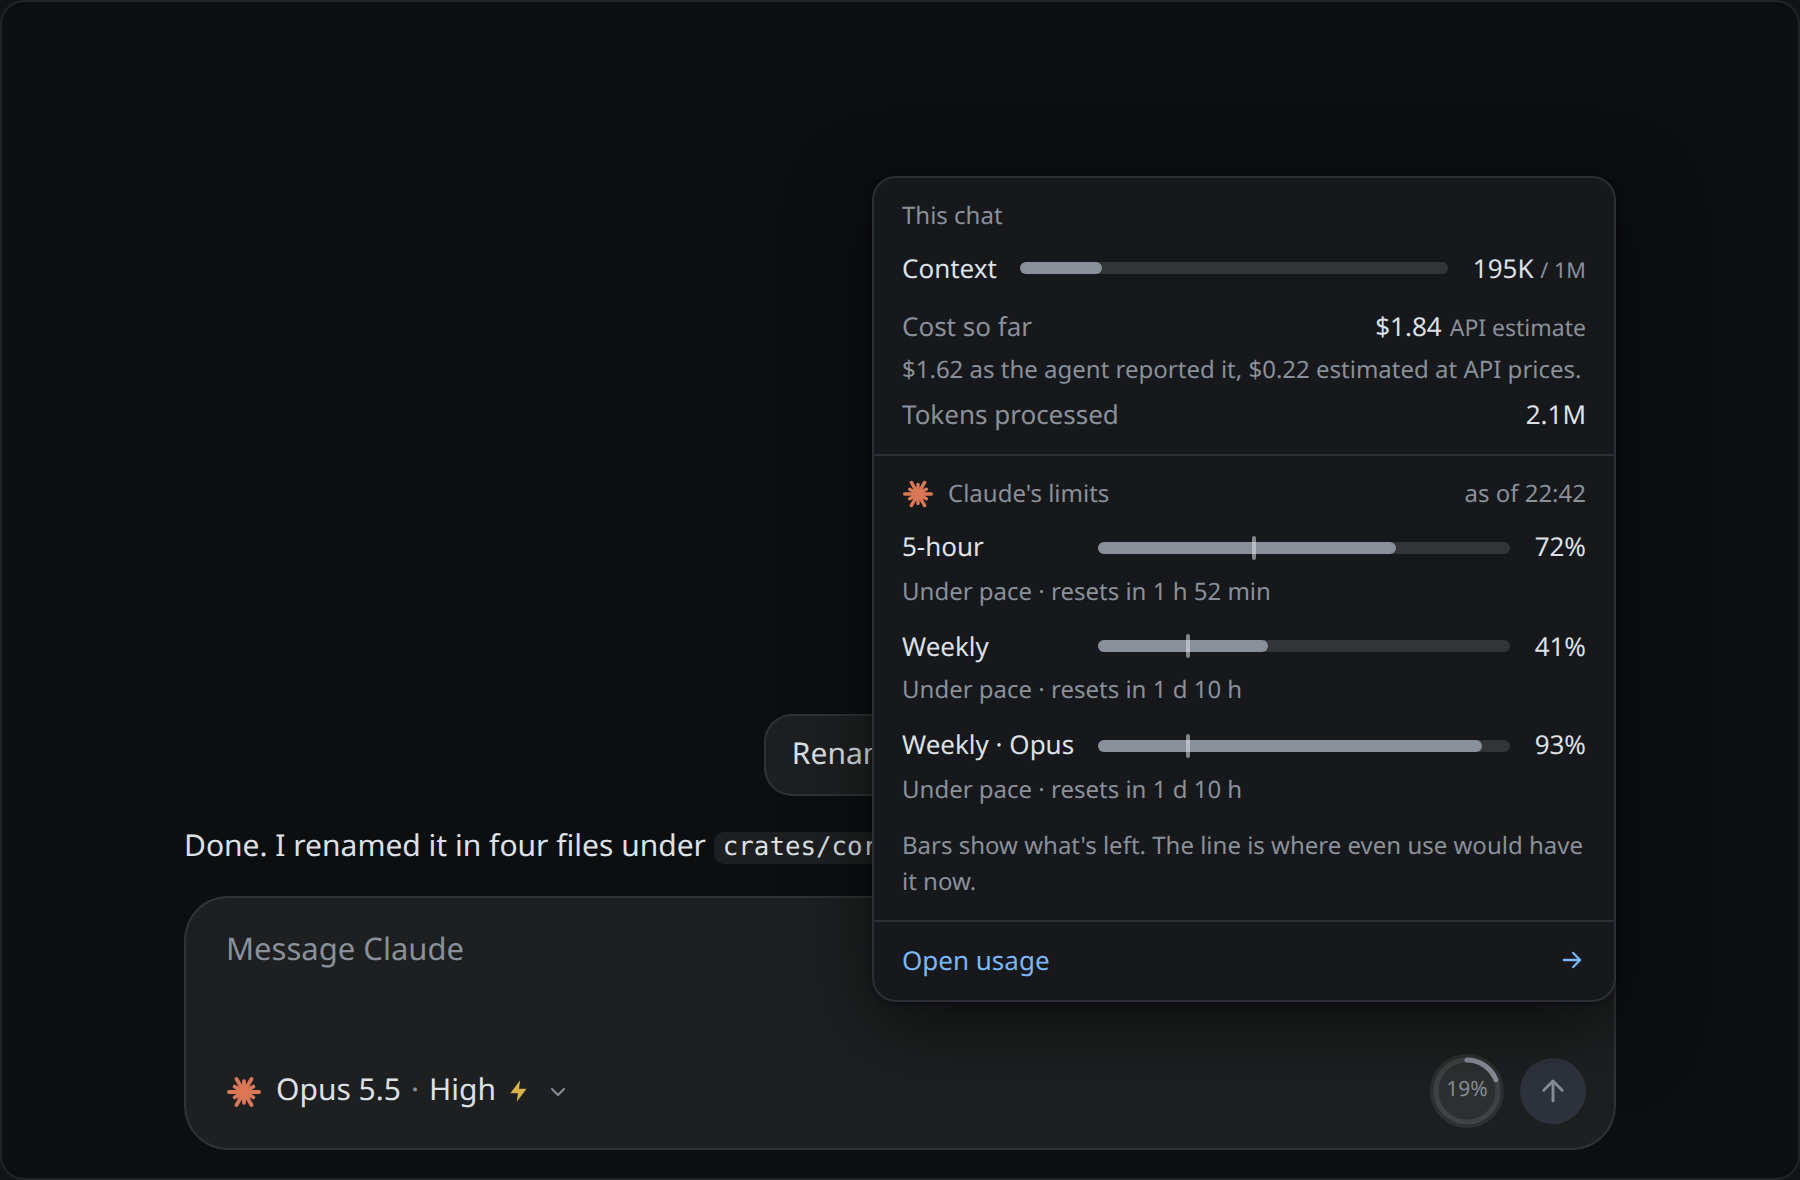 This chat
Context 195K / 1M
Cost so far $1.84 API estimate
$1.62 as the agent reported it, $0.22 estimated at API prices.
Tokens processed 2.1M
Claude's limits as of 22:42
5-hour 72%
Under pace · resets in 1 h 52 min
Weekly 41%
Under pace · resets in 1 d 10 h
Weekly · Opus 93%
Under pace · resets in 1 d 10 h
Bars show what's left. The line is where even use would have
it now.
Open usage
Done. I renamed it in four files under
Message Claude
Opus 5.5 · High
19%